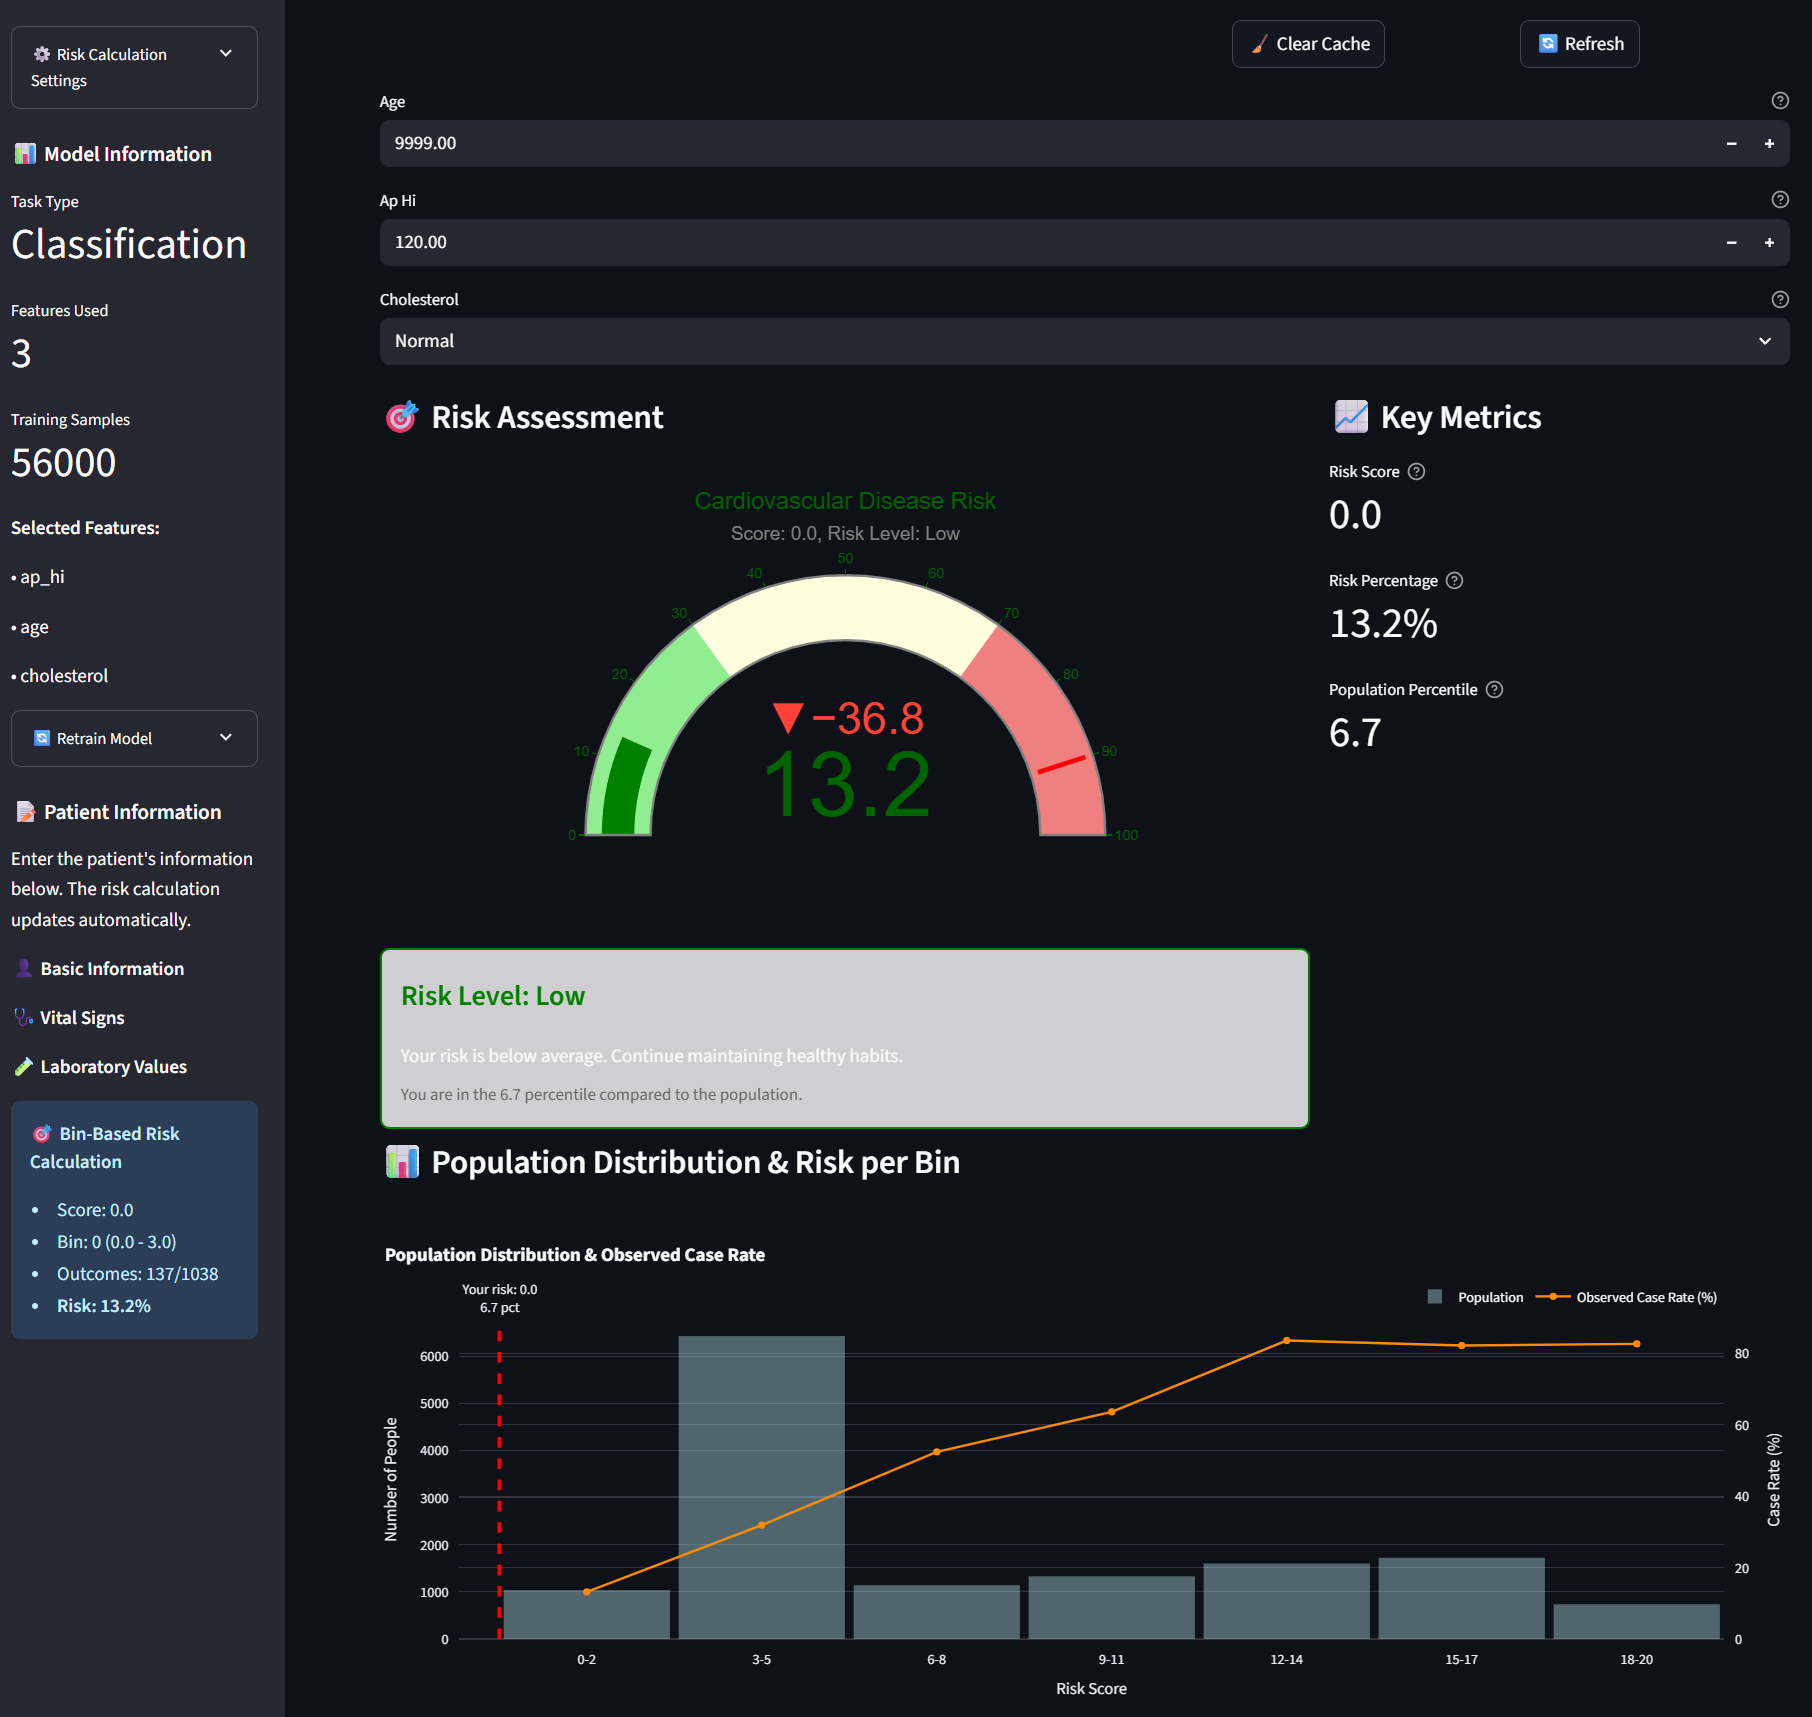 Risk Calculation
Settings
Model Information
Task Type
Classification
Features Used
3
Training Samples
56000
Selected Features:
• ap_hi
• age
• cholesterol
Retrain Model
Patient Information
Enter the patient's information
below. The risk calculation
updates automatically.
Basic Information
Vital Signs
Laboratory Values
Bin-Based Risk
Calculation
• Score: 0.0
• Bin: 0 (0.0 - 3.0)
• Outcomes: 137/1038
• Risk: 13.2%
Clear Cache
Refresh
Age
9999.00
Ap Hi
120.00
Cholesterol
Normal
Risk Assessment
Cardiovascular Disease Risk
Score: 0.0, Risk Level: Low
0
10
20
30
40
50
60
70
80
90
100
▼−36.8
13.2
Key Metrics
Risk Score
0.0
Risk Percentage
13.2%
Population Percentile
6.7
Risk Level: Low
Your risk is below average. Continue maintaining healthy habits.
You are in the 6.7 percentile compared to the population.
Population Distribution & Risk per Bin
Population Distribution & Observed Case Rate
Your risk: 0.0
6.7 pct
Population
Observed Case Rate (%)
Number of People
6000
5000
4000
3000
2000
1000
0
80
60
40
20
0
Case Rate (%)
0-2
3-5
6-8
9-11
12-14
15-17
18-20
Risk Score